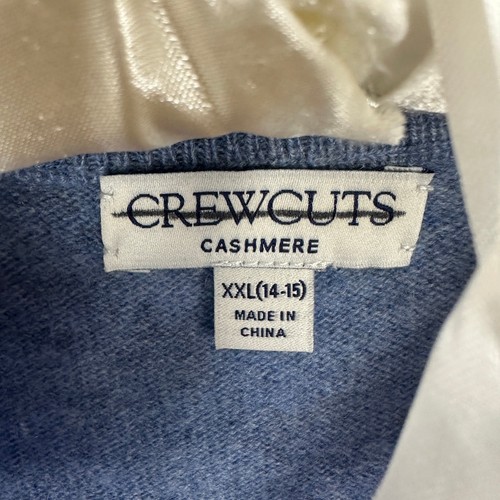 CREWCUTS
CASHMERE
XXL(14-15)
MADE IN
CHINA